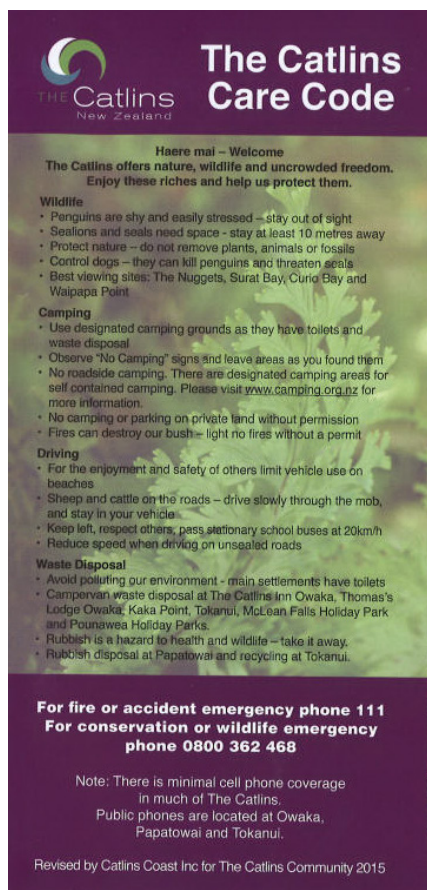 THE Catlins
New Zealand
The Catlins
Care Code
Haere mai – Welcome
The Catlins offers nature, wildlife and uncrowded freedom.
Enjoy these riches and help us protect them.
Wildlife
• Penguins are shy and easily stressed – stay out of sight
• Sealions and seals need space - stay at least 10 metres away
• Protect nature – do not remove plants, animals or fossils
• Control dogs – they can kill penguins and threaten seals
• Best viewing sites: The Nuggets, Surat Bay, Curio Bay and
Waipapa Point
Camping
• Use designated camping grounds as they have toilets and
waste disposal
• Observe “No Camping” signs and leave areas as you found them
• No roadside camping. There are designated camping areas for
self contained camping. Please visit www.camping.org.nz for
more information.
• No camping or parking on private land without permission
• Fires can destroy our bush – light no fires without a permit
Driving
• For the enjoyment and safety of others limit vehicle use on
beaches
• Sheep and cattle on the roads – drive slowly through the mob,
and stay in your vehicle
• Keep left, respect others, pass stationary school buses at 20km/h
• Reduce speed when driving on unsealed roads
Waste Disposal
• Avoid polluting our environment - main settlements have toilets
• Campervan waste disposal at The Catlins Inn Owaka, Thomas's
Lodge Owaka, Kaka Point, Tokanui, McLean Falls Holiday Park
and Pounawea Holiday Parks.
• Rubbish is a hazard to health and wildlife – take it away.
• Rubbish disposal at Papatowai and recycling at Tokanui.
For fire or accident emergency phone 111
For conservation or wildlife emergency
phone 0800 362 468
Note: There is minimal cell phone coverage
in much of The Catlins.
Public phones are located at Owaka,
Papatowai and Tokanui.
Revised by Catlins Coast Inc for The Catlins Community 2015